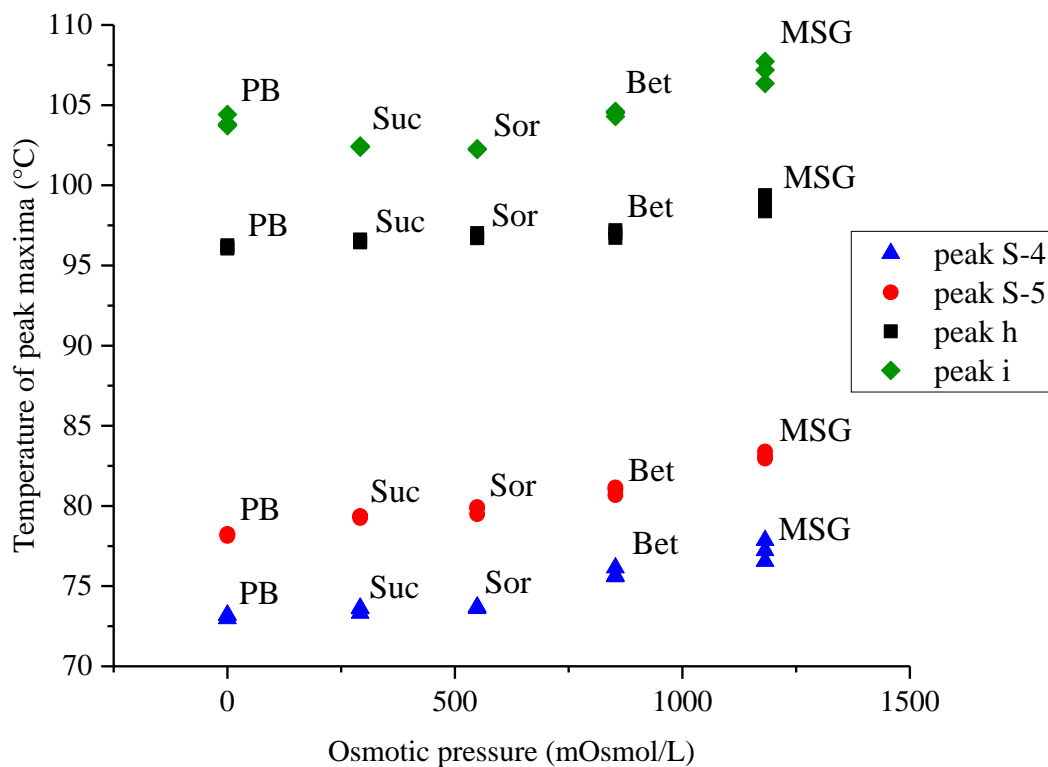 110
105
100
95
90
85
80
75
70
0
500
1000
1500
Temperature of peak maxima (°C)
Osmotic pressure (mOsmol/L)
PB
Suc
Sor
Bet
MSG
PB
Suc
Sor
Bet
MSG
PB
Suc
Sor
Bet
MSG
PB
Suc
Sor
Bet
MSG
peak S-4
peak S-5
peak h
peak i